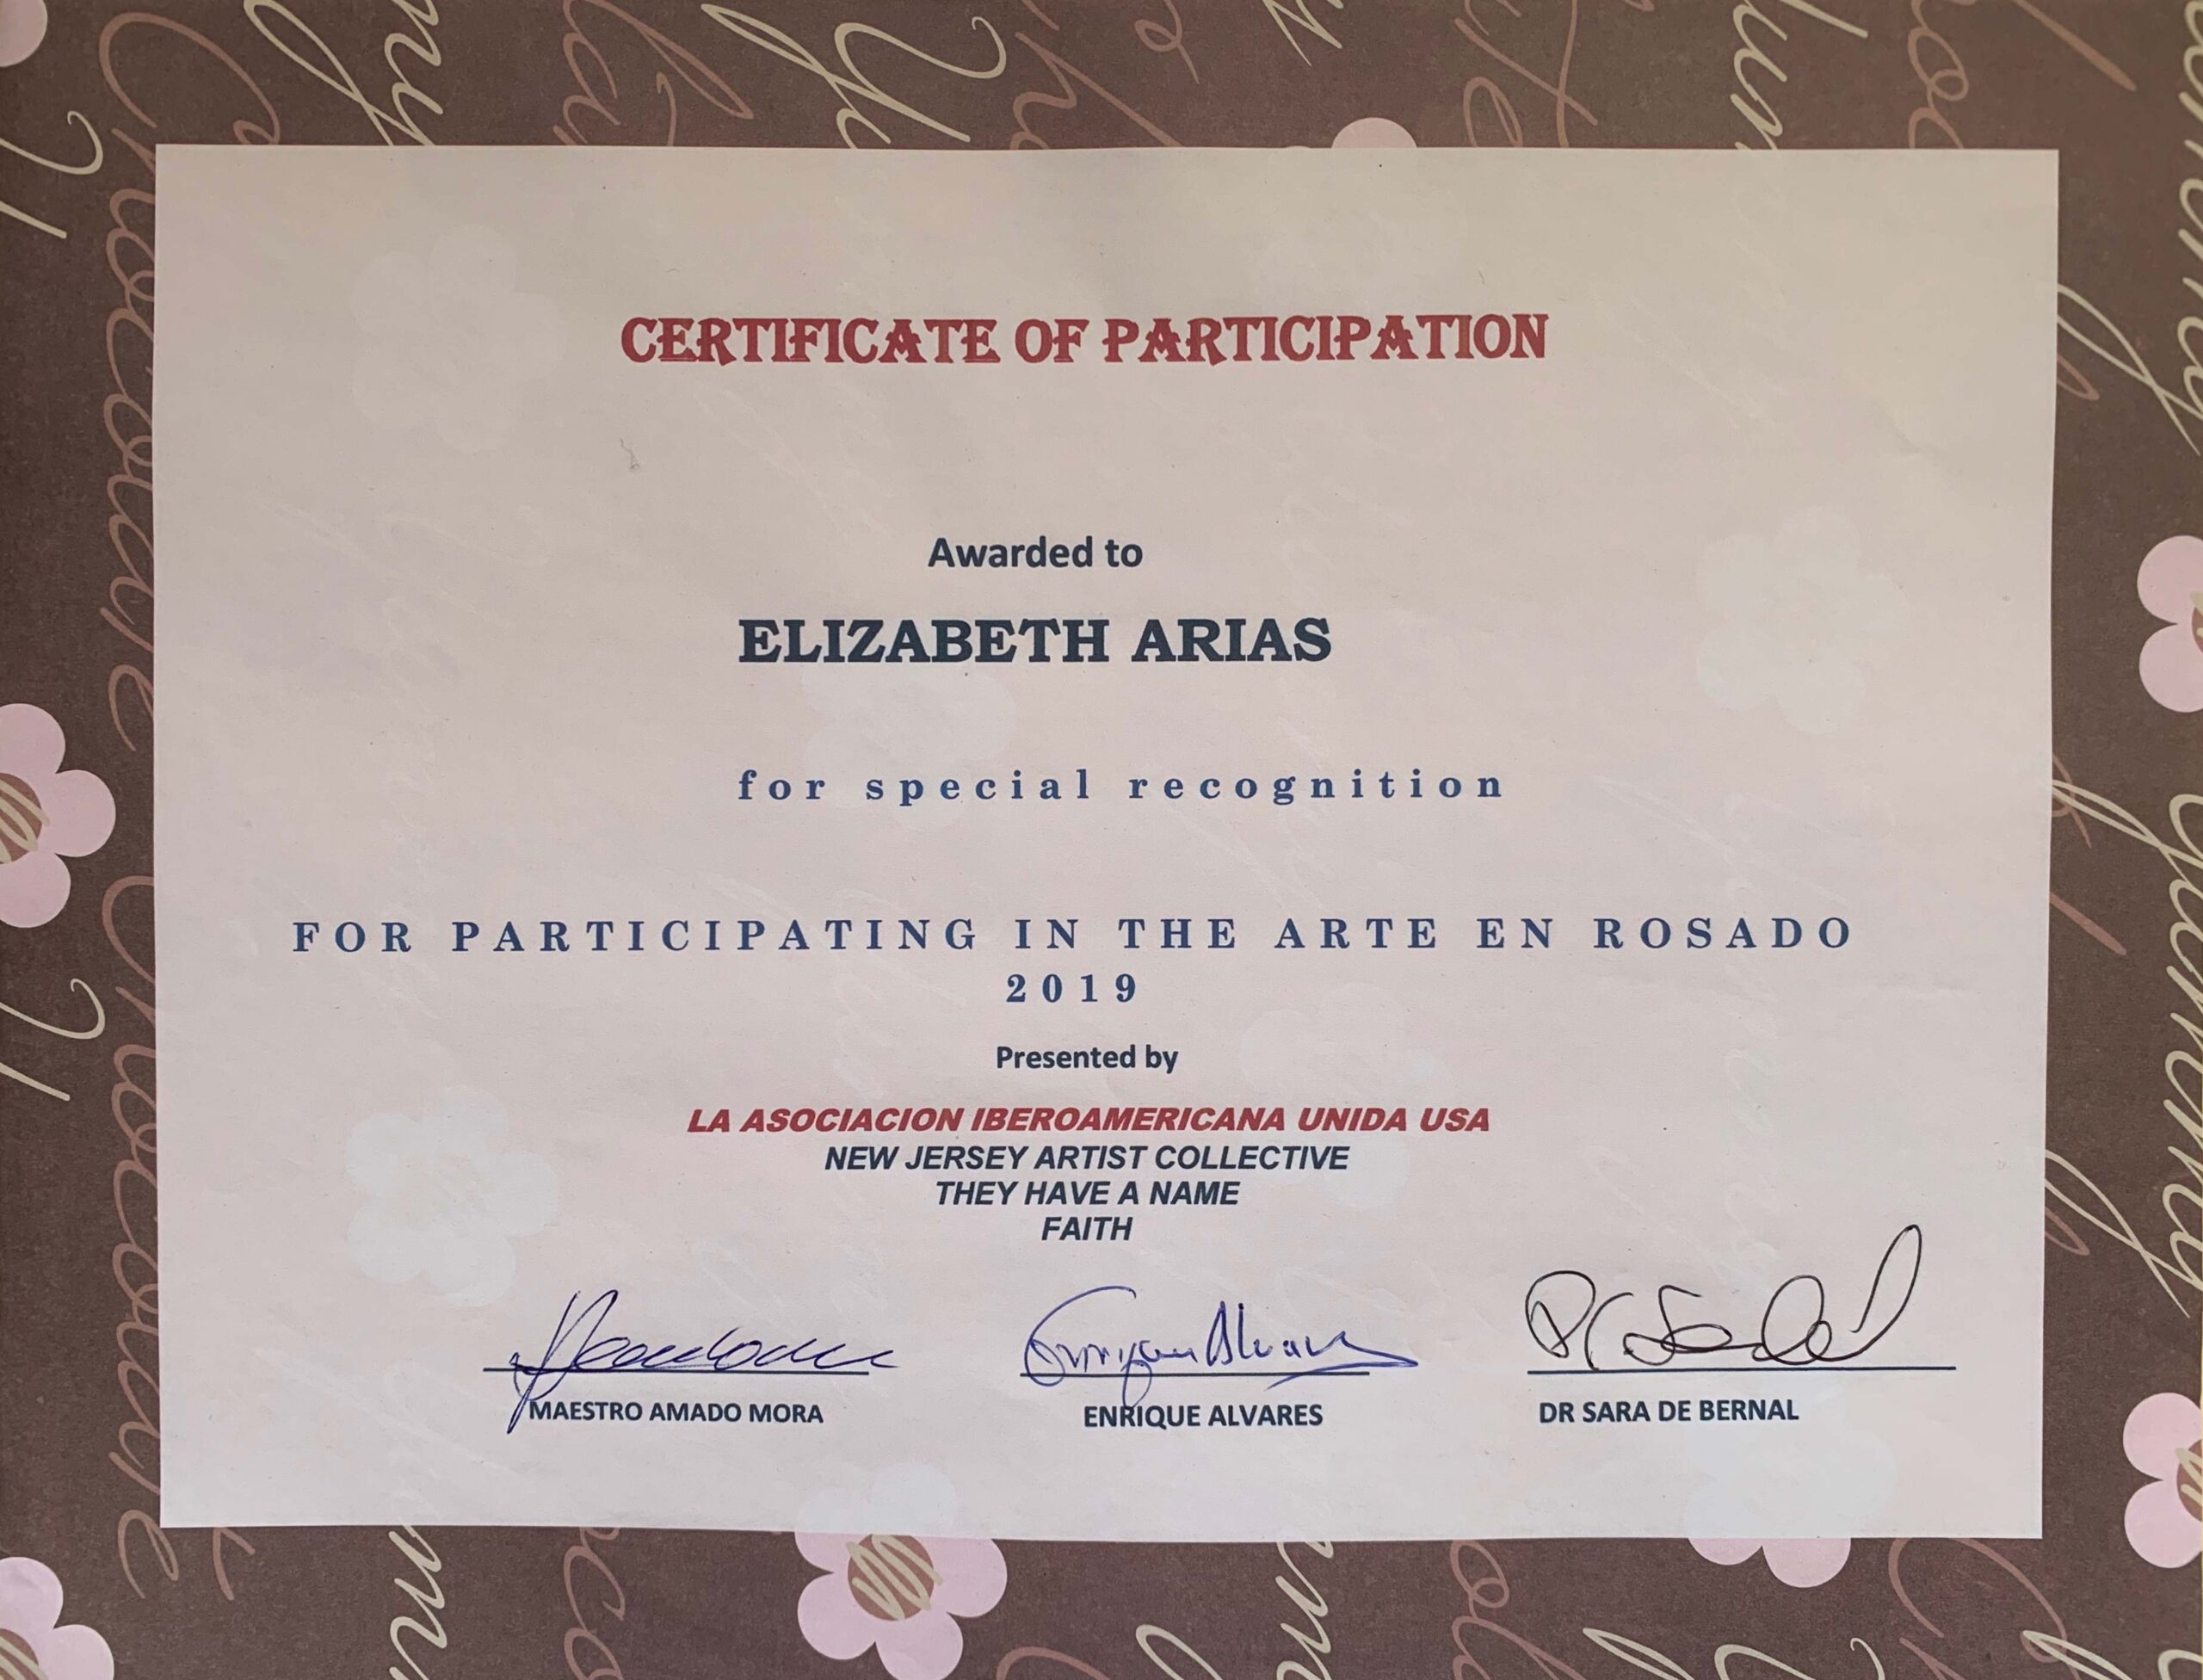 CERTIFICATE OF PARTICIPATION
Awarded to
ELIZABETH ARIAS
for special recognition
FOR PARTICIPATING IN THE ARTE EN ROSADO
2019
Presented by
LA ASOCIACION IBEROAMERICANA UNIDA USA
NEW JERSEY ARTIST COLLECTIVE
THEY HAVE A NAME
FAITH
MAESTRO AMADO MORA
ENRIQUE ALVARES
DR SARA DE BERNAL